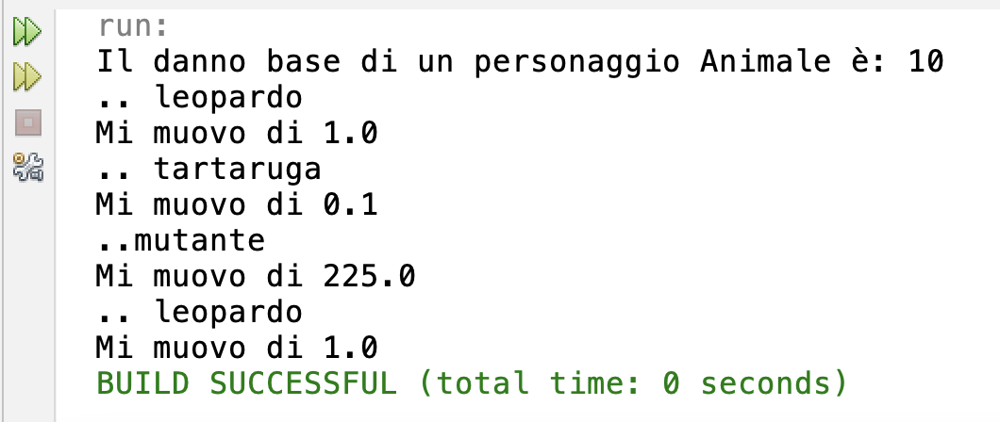 run:
Il danno base di un personaggio Animale è: 10
.. leopardo
Mi muovo di 1.0
.. tartaruga
Mi muovo di 0.1
..mutante
Mi muovo di 225.0
.. leopardo
Mi muovo di 1.0
BUILD SUCCESSFUL (total time: 0 seconds)